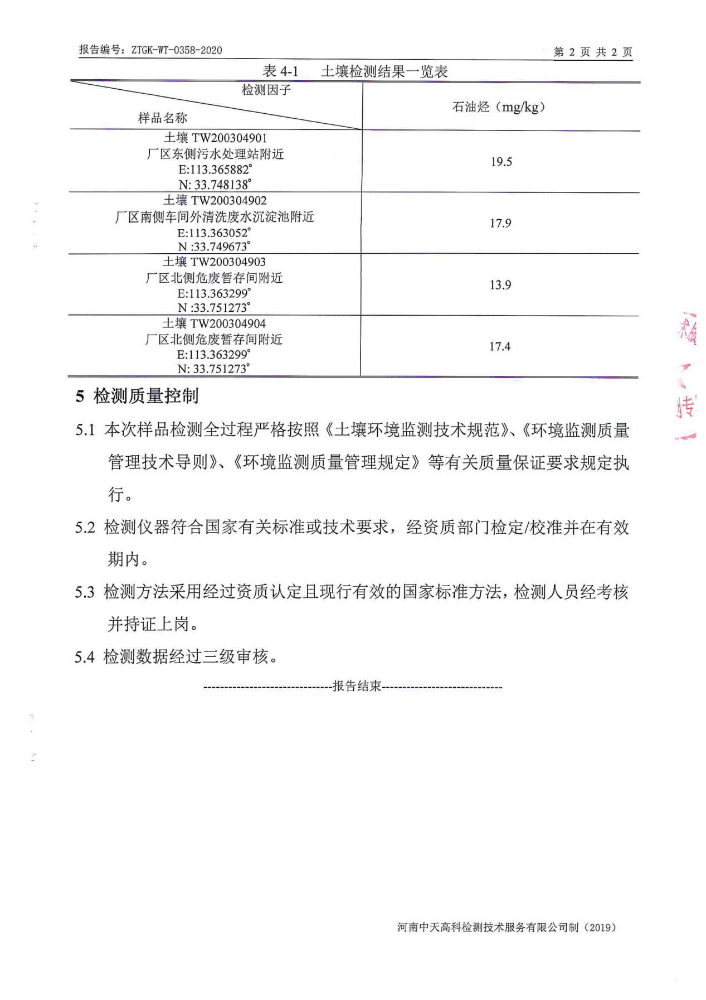 报告编号：ZTGK-WT-0358-2020
第 2 页 共 2 页
表 4-1 土壤检测结果一览表
检测因子
样品名称
石油烃（mg/kg）
土壤 TW200304901
厂区东侧污水处理站附近
E:113.365882°
N: 33.748138°
19.5
土壤 TW200304902
厂区南侧车间外清洗废水沉淀池附近
E:113.363052°
N :33.749673°
17.9
土壤 TW200304903
厂区北侧危废暂存间附近
E:113.363299°
N :33.751273°
13.9
土壤 TW200304904
厂区北侧危废暂存间附近
E:113.363299°
N: 33.751273°
17.4
5 检测质量控制
5.1 本次样品检测全过程严格按照《土壤环境监测技术规范》、《环境监测质量
管理技术导则》、《环境监测质量管理规定》等有关质量保证要求规定执
行。
5.2 检测仪器符合国家有关标准或技术要求，经资质部门检定/校准并在有效
期内。
5.3 检测方法采用经过资质认定且现行有效的国家标准方法，检测人员经考核
并持证上岗。
5.4 检测数据经过三级审核。
-------------------------------报告结束-----------------------------
河南中天高科检测技术服务有限公司制（2019）